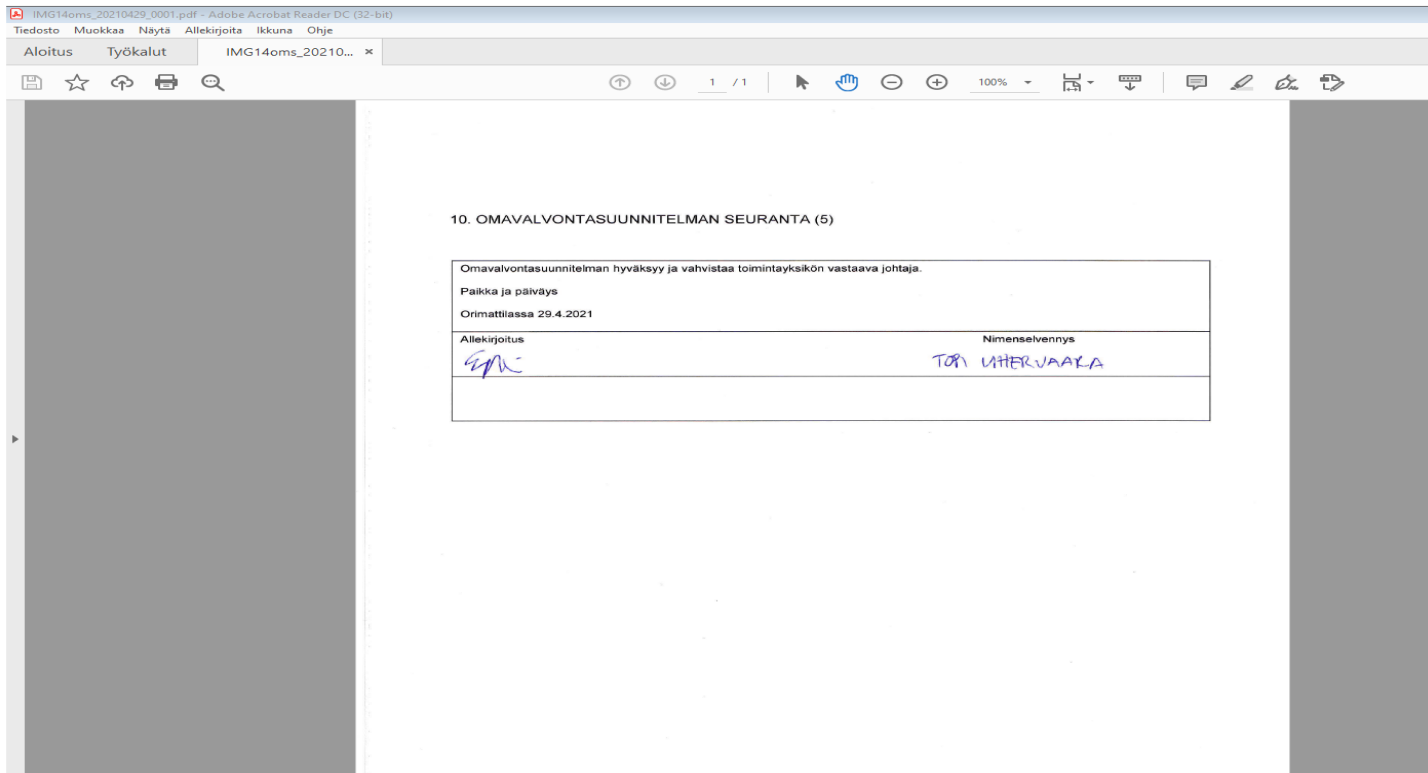 IMG14oms_20210429_0001.pdf - Adobe Acrobat Reader DC (32-bit)
Tiedosto Muokkaa Näytä Allekirjoita Ikkuna Ohje
Aloitus Työkalut IMG14oms_20210... ×
1 / 1 100%
10. OMAVALVONTASUUNNITELMAN SEURANTA (5)
Omavalvontasuunnitelman hyväksyy ja vahvistaa toimintayksikön vastaava johtaja.
Paikka ja päiväys
Orimattilassa 29.4.2021
Allekirjoitus Nimenselvennys